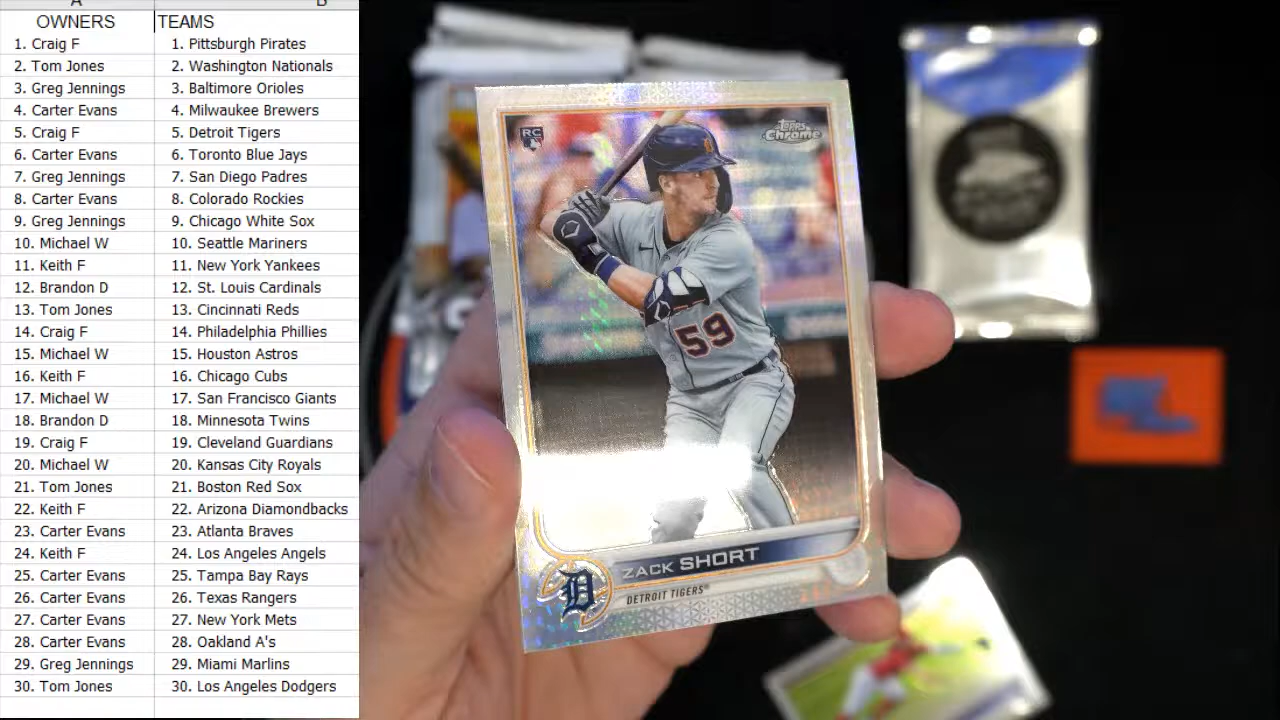 A B
OWNERS TEAMS
1. Craig F 1. Pittsburgh Pirates
2. Tom Jones 2. Washington Nationals
3. Greg Jennings 3. Baltimore Orioles
4. Carter Evans 4. Milwaukee Brewers
5. Craig F 5. Detroit Tigers
6. Carter Evans 6. Toronto Blue Jays
7. Greg Jennings 7. San Diego Padres
8. Carter Evans 8. Colorado Rockies
9. Greg Jennings 9. Chicago White Sox
10. Michael W 10. Seattle Mariners
11. Keith F 11. New York Yankees
12. Brandon D 12. St. Louis Cardinals
13. Tom Jones 13. Cincinnati Reds
14. Craig F 14. Philadelphia Phillies
15. Michael W 15. Houston Astros
16. Keith F 16. Chicago Cubs
17. Michael W 17. San Francisco Giants
18. Brandon D 18. Minnesota Twins
19. Craig F 19. Cleveland Guardians
20. Michael W 20. Kansas City Royals
21. Tom Jones 21. Boston Red Sox
22. Keith F 22. Arizona Diamondbacks
23. Carter Evans 23. Atlanta Braves
24. Keith F 24. Los Angeles Angels
25. Carter Evans 25. Tampa Bay Rays
26. Carter Evans 26. Texas Rangers
27. Carter Evans 27. New York Mets
28. Carter Evans 28. Oakland A's
29. Greg Jennings 29. Miami Marlins
30. Tom Jones 30. Los Angeles Dodgers
RC
Topps
Chrome
D
59
ZACK SHORT
D
DETROIT TIGERS